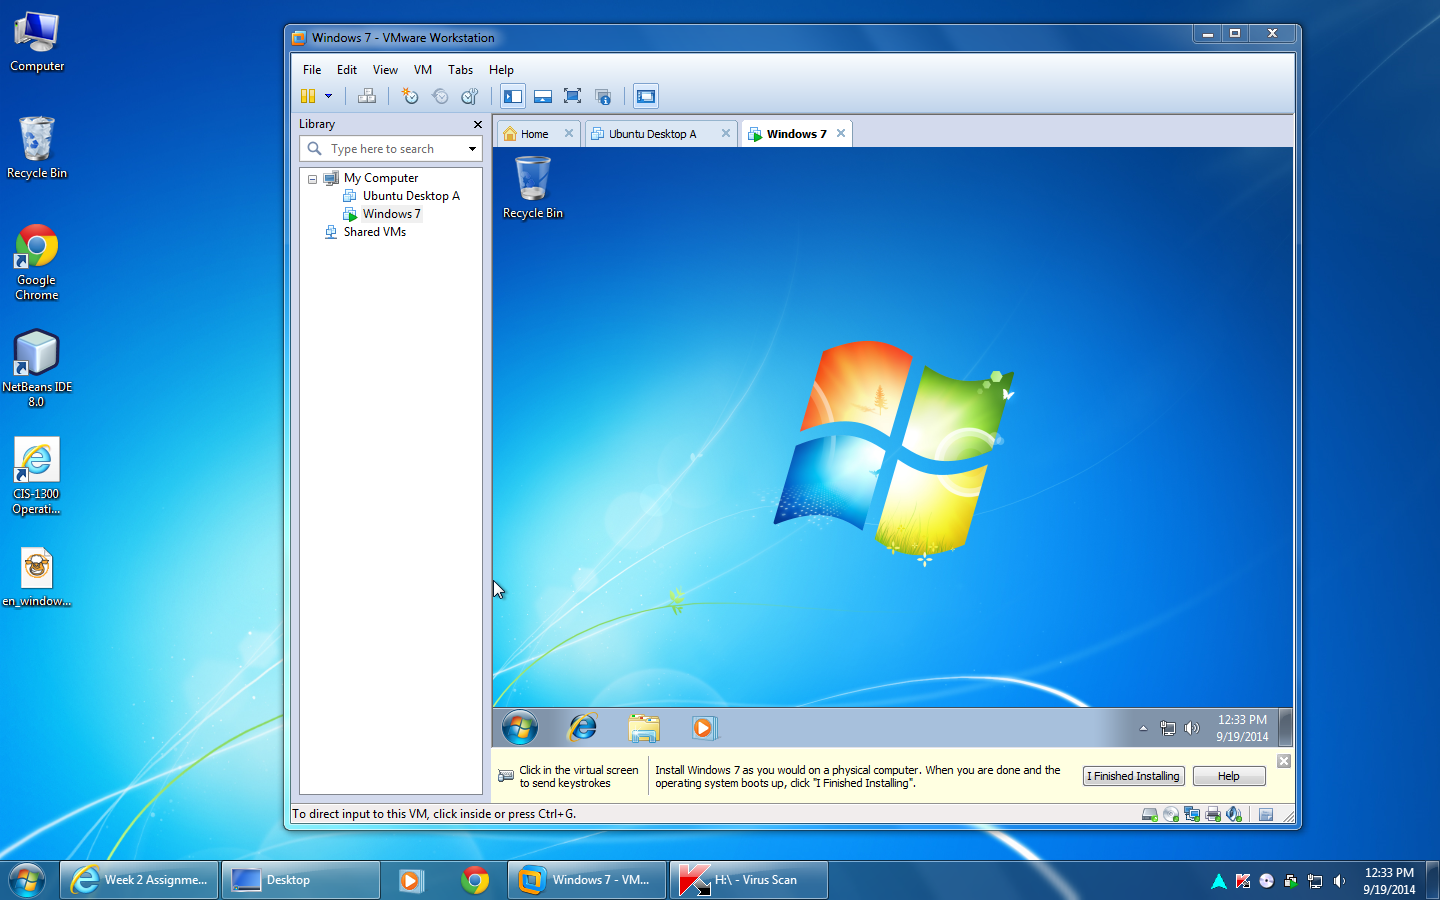 Computer
Recycle Bin
Google
Chrome
NetBeans IDE
8.0
CIS-1300
Operati...
en_window...
Windows 7 - VMware Workstation
File Edit View VM Tabs Help
Library
Type here to search
My Computer
Ubuntu Desktop A
Windows 7
Shared VMs
Home
Ubuntu Desktop A
Windows 7
Recycle Bin
12:33 PM
9/19/2014
Click in the virtual screen
to send keystrokes
Install Windows 7 as you would on a physical computer. When you are done and the
operating system boots up, click "I Finished Installing".
I Finished Installing
Help
To direct input to this VM, click inside or press Ctrl+G.
Week 2 Assignme...
Desktop
Windows 7 - VM...
H:\ - Virus Scan
12:33 PM
9/19/2014